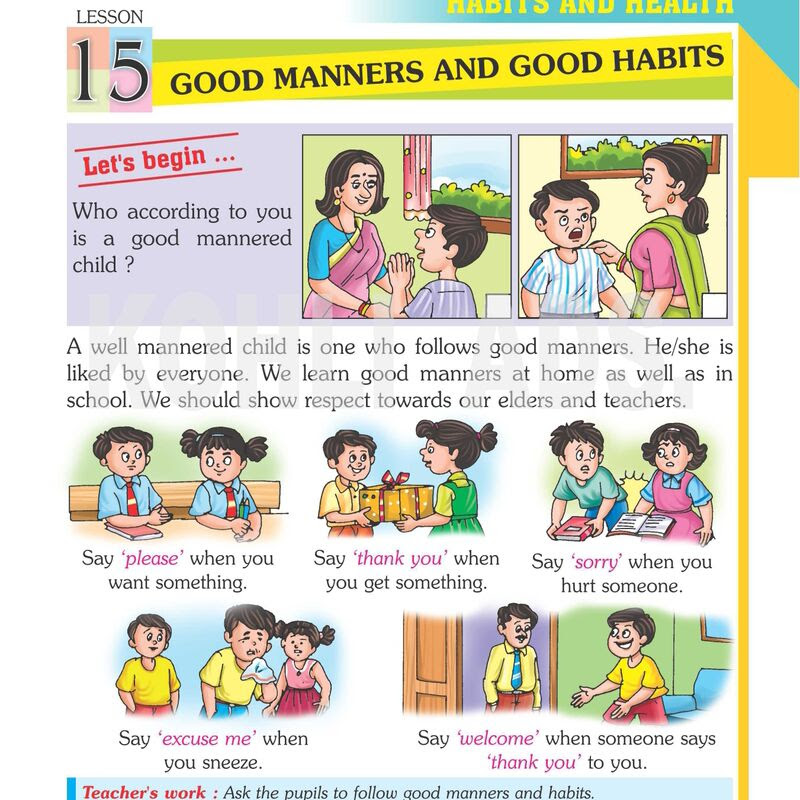 HABITS AND HEALTH
LESSON
15
GOOD MANNERS AND GOOD HABITS
Let's begin ...
Who according to you
is a good mannered
child ?
KOHLI ADS.
A well mannered child is one who follows good manners. He/she is
liked by everyone. We learn good manners at home as well as in
school. We should show respect towards our elders and teachers.
Say 'please' when you
want something.
Say 'thank you' when
you get something.
Say 'sorry' when you
hurt someone.
Say 'excuse me' when
you sneeze.
Say 'welcome' when someone says
'thank you' to you.
Teacher's work : Ask the pupils to follow good manners and habits.